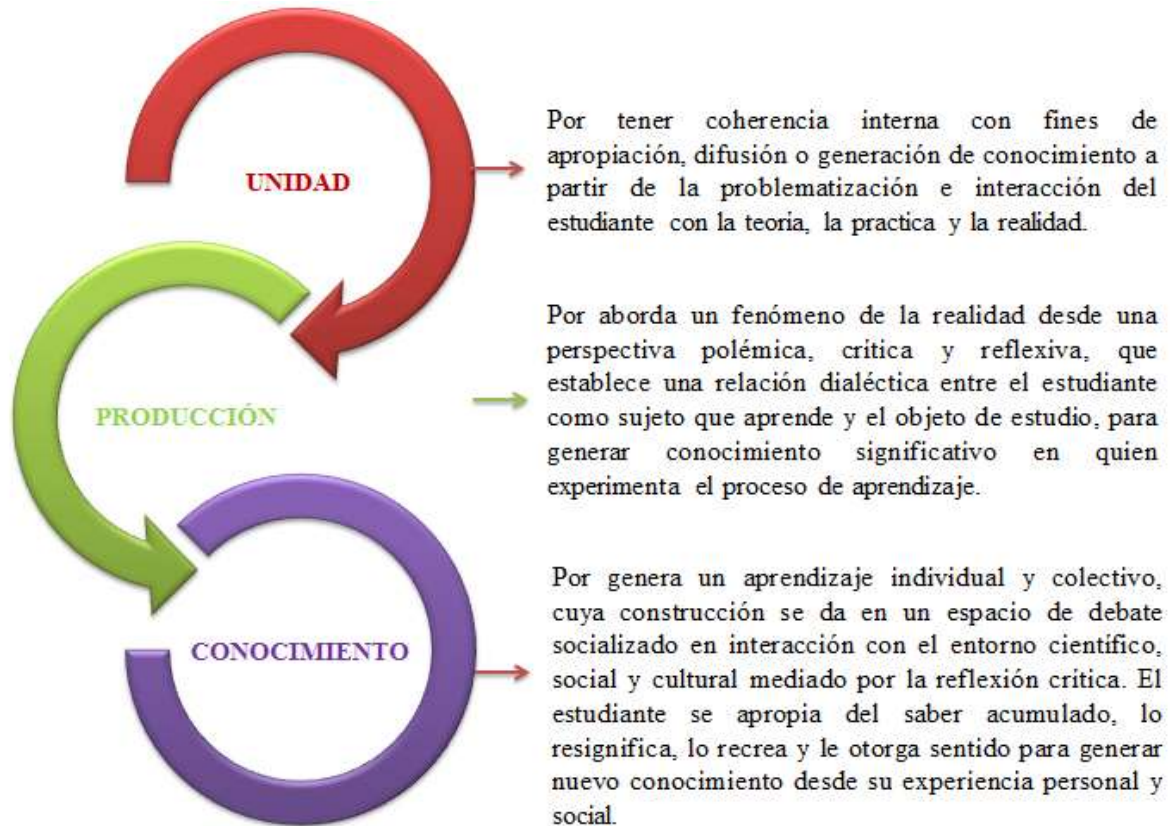 UNIDAD
Por tener coherencia interna con fines de
apropiación, difusión o generación de conocimiento a
partir de la problematización e interacción del
estudiante con la teoría, la practica y la realidad.
PRODUCCIÓN
Por aborda un fenómeno de la realidad desde una
perspectiva polémica, crítica y reflexiva, que
establece una relación dialéctica entre el estudiante
como sujeto que aprende y el objeto de estudio, para
generar conocimiento significativo en quien
experimenta el proceso de aprendizaje.
CONOCIMIENTO
Por genera un aprendizaje individual y colectivo,
cuya construcción se da en un espacio de debate
socializado en interacción con el entorno científico,
social y cultural mediado por la reflexión crítica. El
estudiante se apropia del saber acumulado, lo
resignifica, lo recrea y le otorga sentido para generar
nuevo conocimiento desde su experiencia personal y
social.